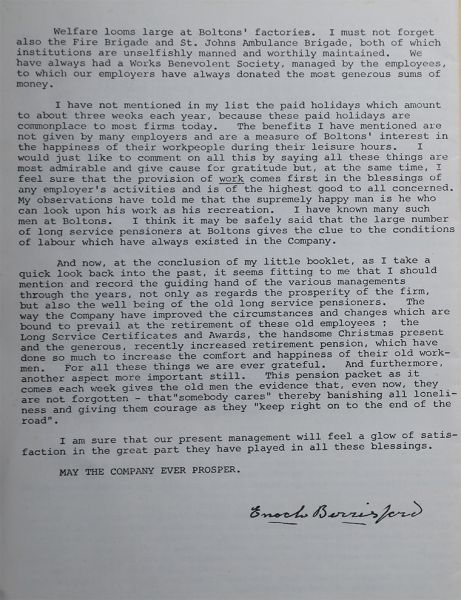 Welfare looms large at Boltons' factories. I must not forget
also the Fire Brigade and St. Johns Ambulance Brigade, both of which
institutions are unselfishly manned and worthily maintained. We
have always had a Works Benevolent Society, managed by the employees,
to which our employers have always donated the most generous sums of
money.
I have not mentioned in my list the paid holidays which amount
to about three weeks each year, because these paid holidays are
commonplace to most firms today. The benefits I have mentioned are
not given by many employers and are a measure of Boltons' interest in
the happiness of their workpeople during their leisure hours. I
would just like to comment on all this by saying all these things are
most admirable and give cause for gratitude but, at the same time, I
feel sure that the provision of work comes first in the blessings of
any employer's activities and is of the highest good to all concerned.
My observations have told me that the supremely happy man is he who
can look upon his work as his recreation. I have known many such
men at Boltons. I think it may be safely said that the large number
of long service pensioners at Boltons gives the clue to the conditions
of labour which have always existed in the Company.
And now, at the conclusion of my little booklet, as I take a
quick look back into the past, it seems fitting to me that I should
mention and record the guiding hand of the various managements
through the years, not only as regards the prosperity of the firm,
but also the well being of the old long service pensioners. The
way the Company have improved the circumstances and changes which are
bound to prevail at the retirement of these old employees ; the
Long Service Certificates and Awards, the handsome Christmas present
and the generous, recently increased retirement pension, which have
done so much to increase the comfort and happiness of their old work-
men. For all these things we are ever grateful. And furthermore,
another aspect more important still. This pension packet as it
comes each week gives the old men the evidence that, even now, they
are not forgotten - that"somebody cares" thereby banishing all loneli-
ness and giving them courage as they "keep right on to the end of the
road".
I am sure that our present management will feel a glow of satis-
faction in the great part they have played in all these blessings.
MAY THE COMPANY EVER PROSPER.
Enoch Berrisford